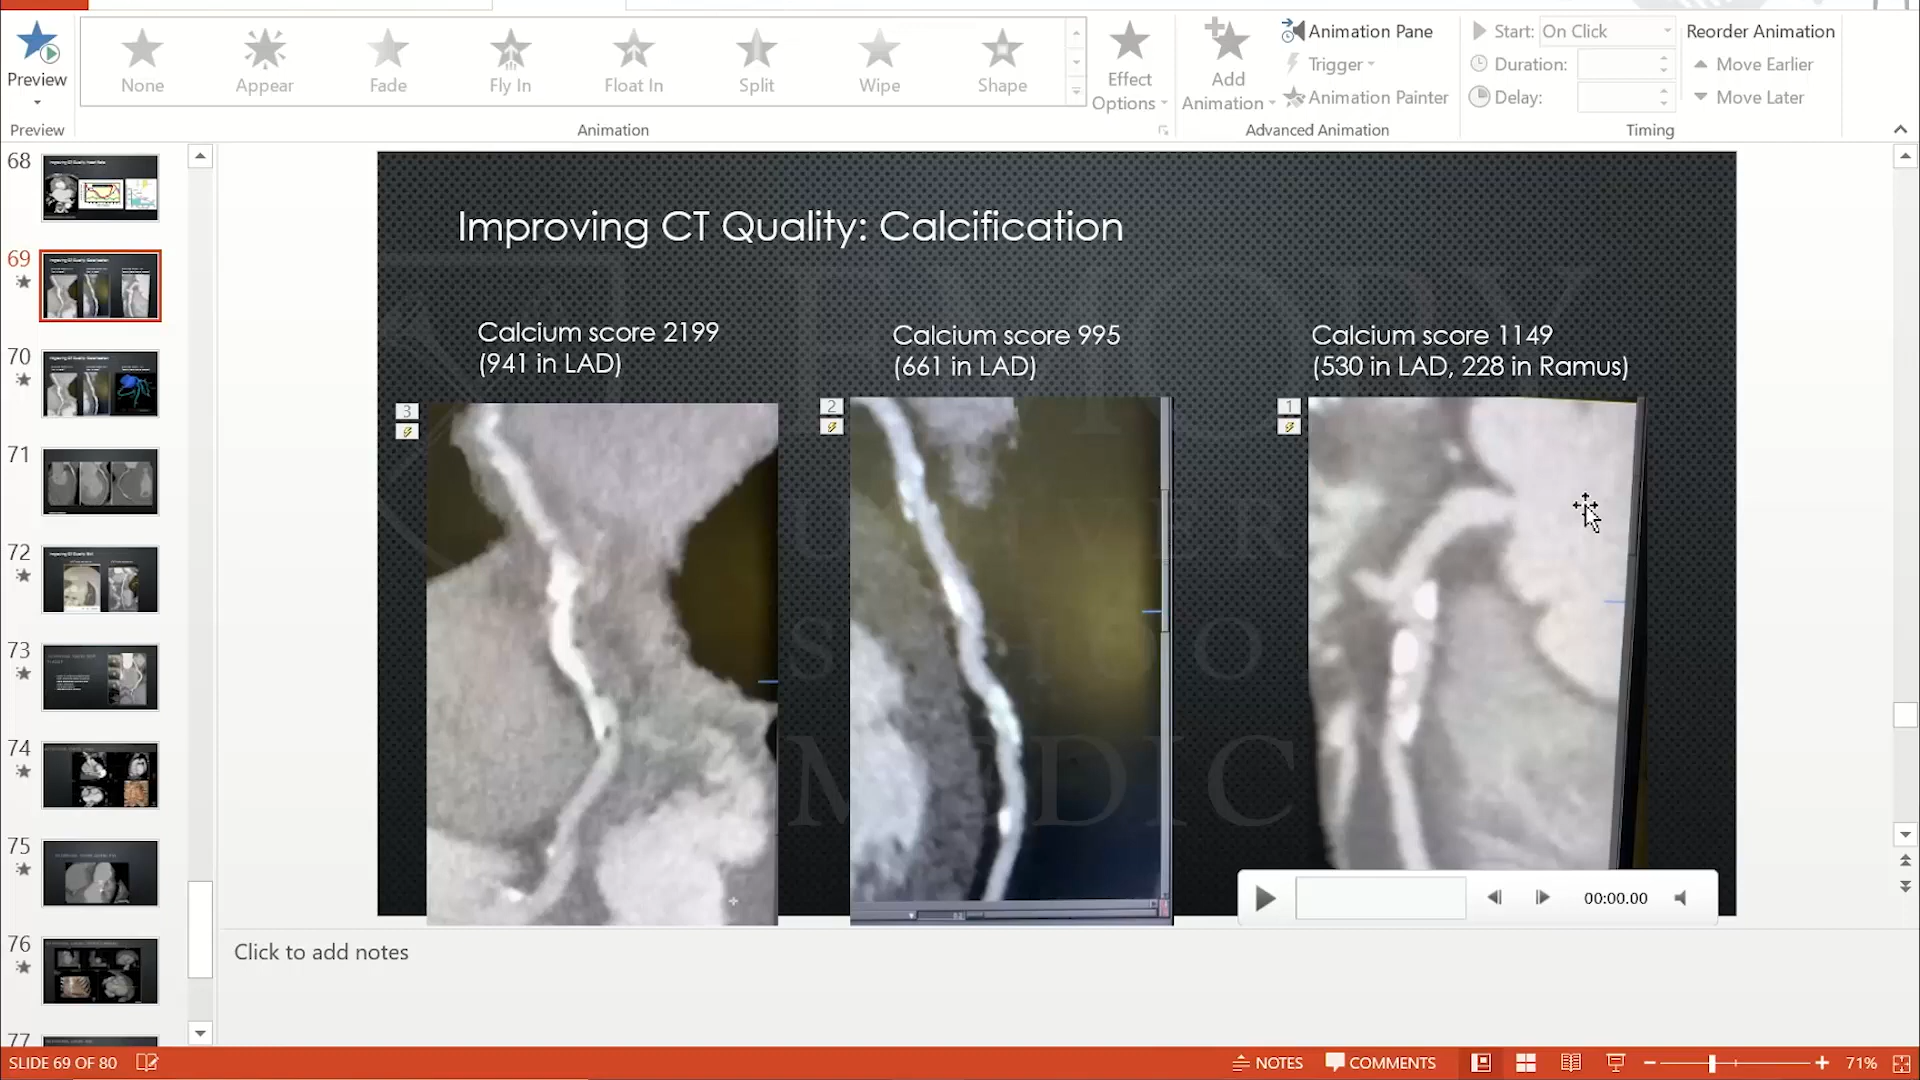 None
Appear
Fade
Fly In
Float In
Split
Wipe
Shape
Preview
Preview
Animation
Effect
Options
Add
Animation
Animation Pane
Trigger
Animation Painter
Advanced Animation
Start: On Click
Duration:
Delay:
Timing
Reorder Animation
Move Earlier
Move Later
68
69
70
71
72
73
74
75
76
77
Improving CT Quality: Calcification
Calcium score 2199
(941 in LAD)
Calcium score 995
(661 in LAD)
Calcium score 1149
(530 in LAD, 228 in Ramus)
3
2
1
00:00.00
Click to add notes
SLIDE 69 OF 80
NOTES
COMMENTS
71%